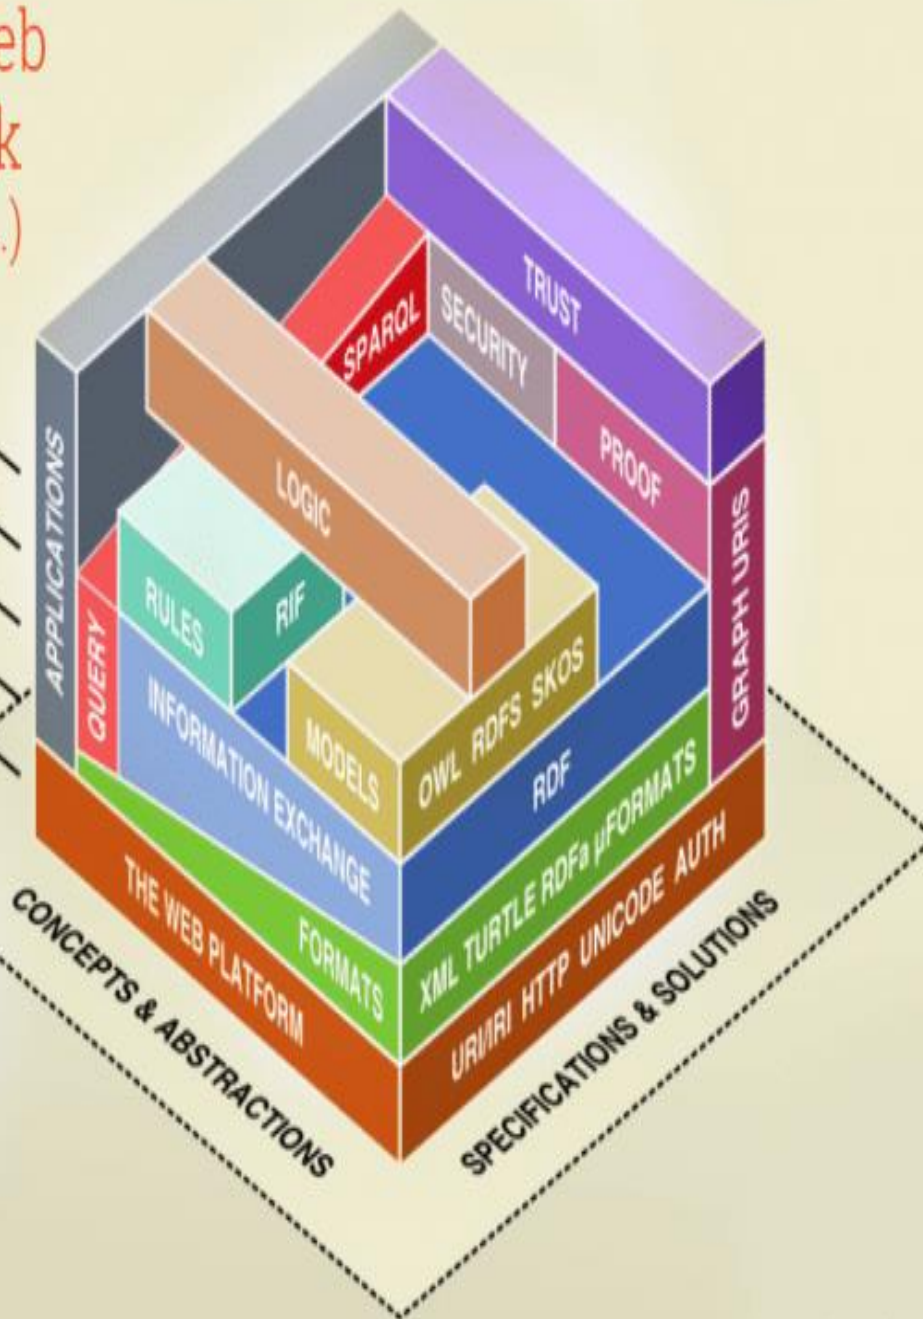 eb
k
.)
TRUST
SPARQL
SECURITY
PROOF
LOGIC
APPLICATIONS
RULES
RIF
QUERY
GRAPH URIS
INFORMATION EXCHANGE
MODELS
OWL RDFS SKOS
RDF
FORMATS
XML TURTLE RDFa µFORMATS
THE WEB PLATFORM
URI/IRI HTTP UNICODE AUTH
CONCEPTS & ABSTRACTIONS
SPECIFICATIONS & SOLUTIONS